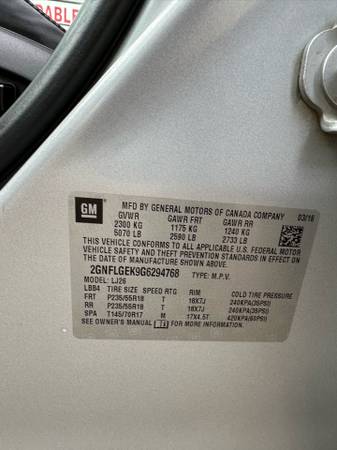 DABLE
GM
MFD BY GENERAL MOTORS OF CANADA COMPANY 03/16
GVWR GAWR FRT GAWR RR
2300 KG 1175 KG 1240 KG
5070 LB 2590 LB 2733 LB
THIS VEHICLE CONFORMS TO ALL APPLICABLE U.S. FEDERAL MOTOR
VEHICLE SAFETY AND THEFT PREVENTION STANDARDS IN EFFECT ON
THE DATE OF MANUFACTURE SHOWN ABOVE.
2GNFLGEK9G6294768 TYPE: M.P.V.
MODEL: LJ26
LBB4 TIRE SIZE SPEED RTG RIM COLD TIRE PRESSURE
FRT P235/55R18 T 18X7J 240KPA(35PSI)
RR P235/55R18 T 18X7J 240KPA(35PSI)
SPA T145/70R17 M 17X4.5T 420KPA(60PSI)
SEE OWNER'S MANUAL FOR MORE INFORMATION.